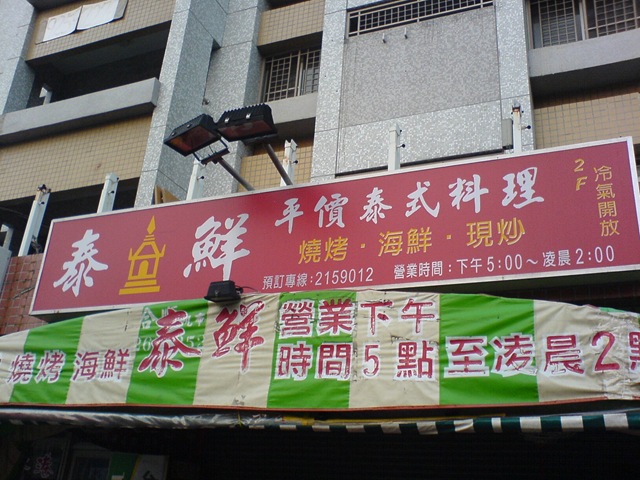 泰鮮 平價泰式料理
燒烤·海鮮·現炒
預訂專線:2159012 營業時間:下午5:00～凌晨2:00
2F
冷氣開放
燒烤海鮮 泰鮮 營業下午
時間5點至凌晨2點